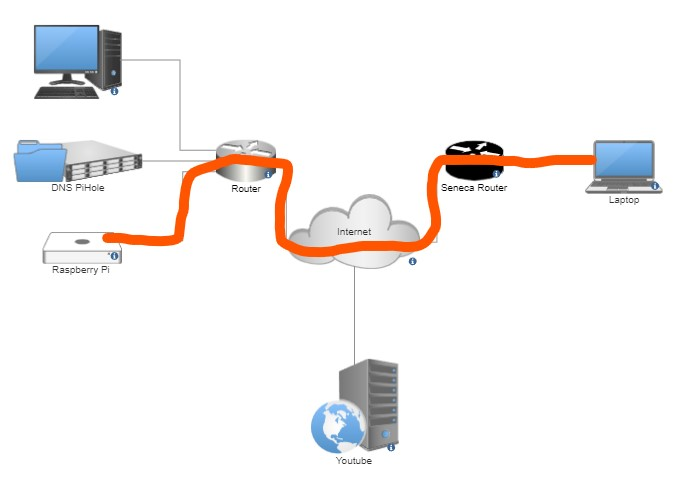 DNS PiHole
Router
Seneca Router
Laptop
Internet
Raspberry Pi
Youtube